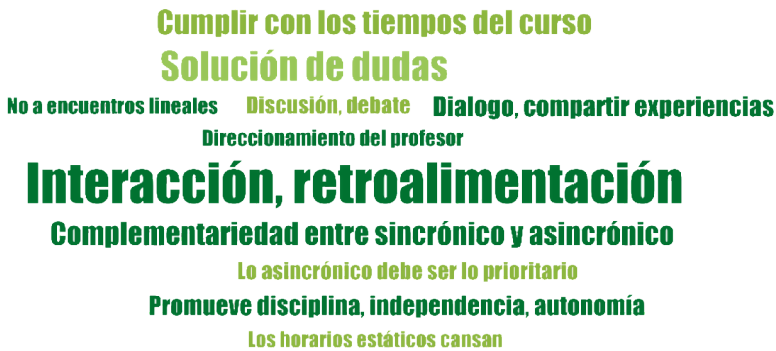 Cumplir con los tiempos del curso
Solución de dudas
No a encuentros lineales Discusión, debate Dialogo, compartir experiencias
Direccionamiento del profesor
Interacción, retroalimentación
Complementariedad entre sincrónico y asincrónico
Lo asincrónico debe ser lo prioritario
Promueve disciplina, independencia, autonomía
Los horarios estáticos cansan